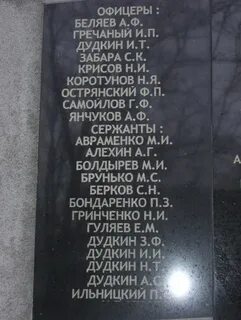 ОФИЦЕРЫ :
БЕЛЯЕВ А.Ф.
ГРЕЧАНЫЙ И.П.
ДУДКИН И.Т.
ЗАБАРА С.К.
КРИСОВ Н.И.
КОРОТУНОВ Н.Я.
ОСТРЯНСКИЙ Ф.П.
САМОЙЛОВ Г.Ф.
ЯНЧУКОВ А.Ф.
СЕРЖАНТЫ :
АВРАМЕНКО М.И.
АЛЕХИН А.Г.
БОЛДЫРЕВ М.И.
БРУНЬКО М.С.
БЕРКОВ С.Н.
БОНДАРЕНКО П.З.
ГРИНЧЕНКО Н.И.
ГУЛЯЕВ Е.М.
ДУДКИН З.Ф.
ДУДКИН И.И.
ДУДКИН Н.Т.
ДУДКИН А.С.
ИЛЬНИЦКИЙ